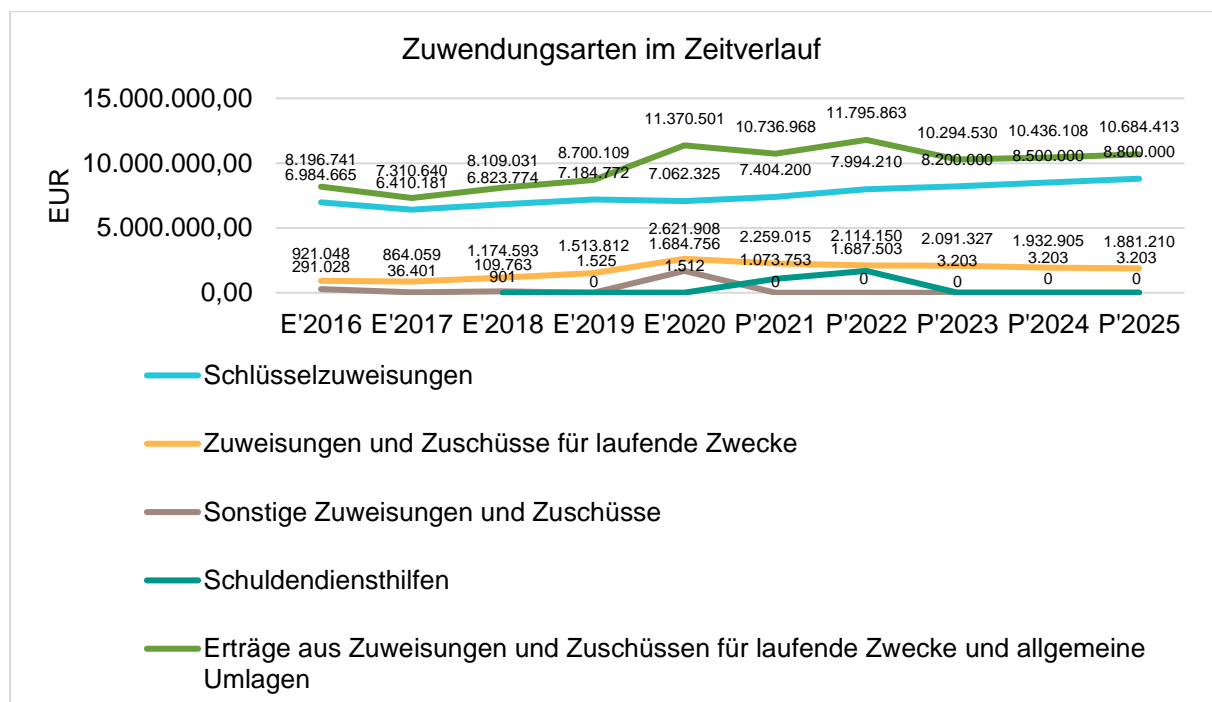 Zuwendungsarten im Zeitverlauf
15.000.000,00
10.000.000,00
5.000.000,00
0,00
EUR
11.370.501 10.736.968 11.795.863 10.294.530 10.436.108 10.684.413
8.196.741 7.310.640 8.109.031 8.700.109
6.984.665 6.410.181 6.823.774 7.184.772 7.062.325 7.404.200 7.994.210 8.200.000 8.500.000 8.800.000
921.048 864.059 1.174.593 1.513.812 2.621.908 2.259.015 2.114.150 2.091.327 1.932.905 1.881.210
291.028 36.401 109.763 1.525 1.684.756 1.073.753 1.687.503 3.203 3.203 3.203
901 0 1.512 0 0 0 0 0
E'2016 E'2017 E'2018 E'2019 E'2020 P'2021 P'2022 P'2023 P'2024 P'2025
Schlüsselzuweisungen
Zuweisungen und Zuschüsse für laufende Zwecke
Sonstige Zuweisungen und Zuschüsse
Schuldendiensthilfen
Erträge aus Zuweisungen und Zuschüssen für laufende Zwecke und allgemeine
Umlagen